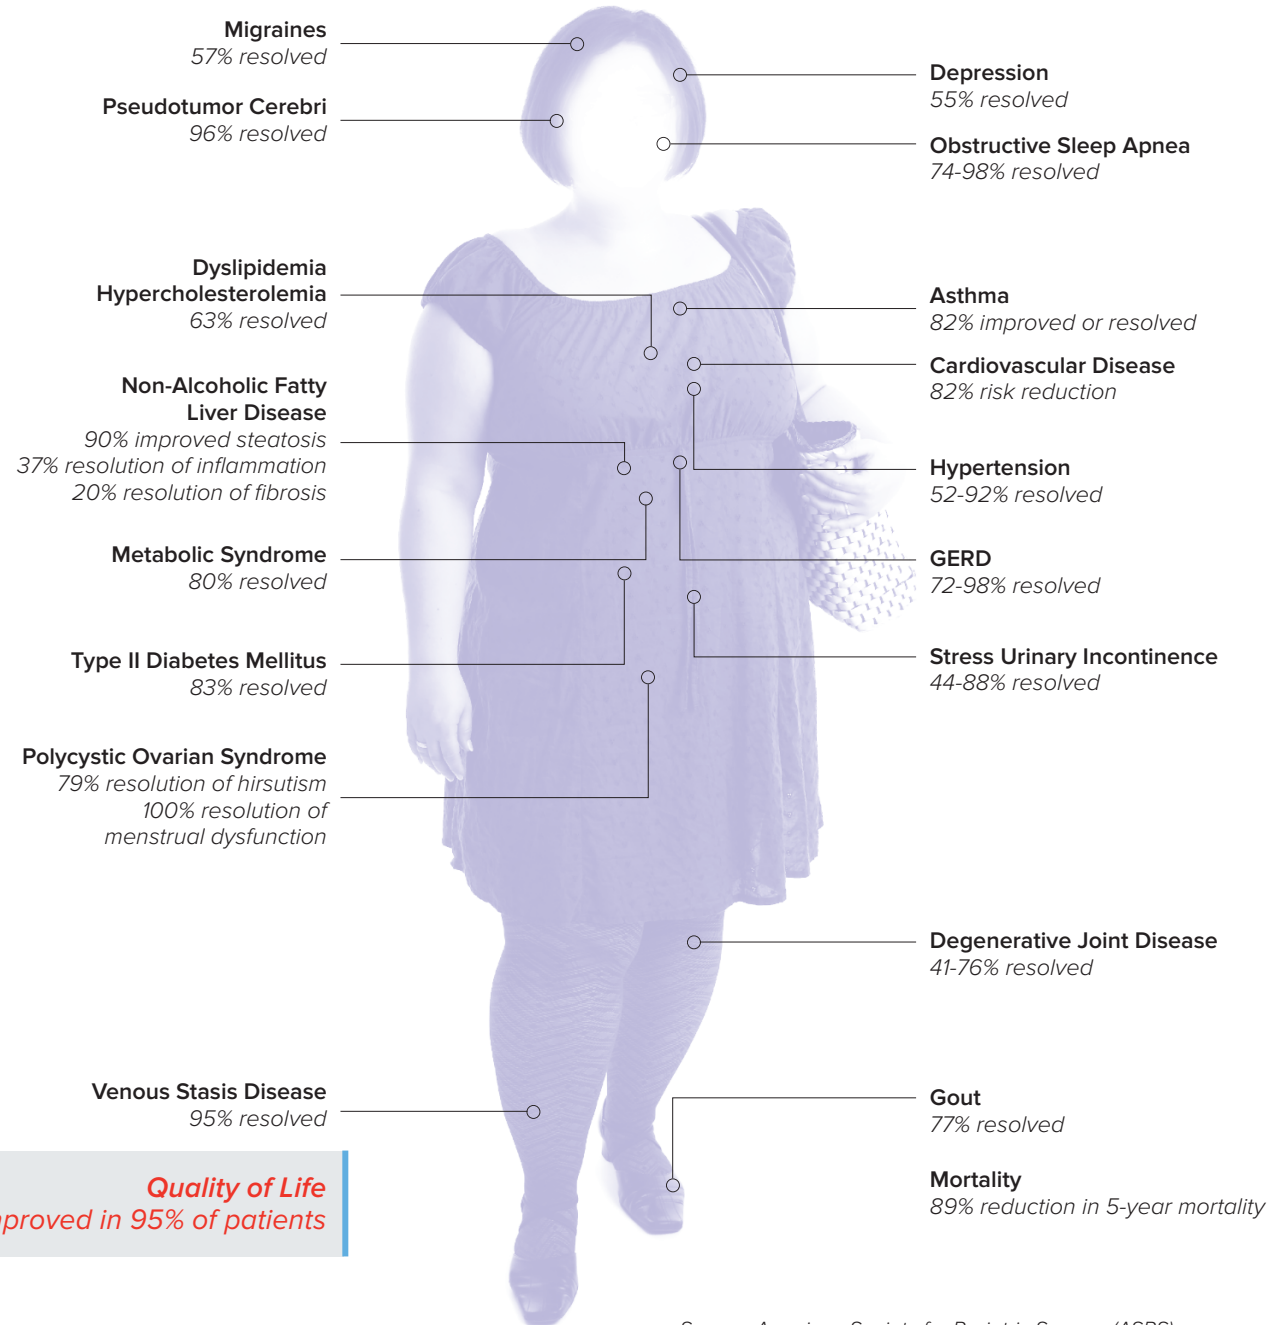 Migraines
57% resolved
Pseudotumor Cerebri
96% resolved
Dyslipidemia
Hypercholesterolemia
63% resolved
Non-Alcoholic Fatty
Liver Disease
90% improved steatosis
37% resolution of inflammation
20% resolution of fibrosis
Metabolic Syndrome
80% resolved
Type II Diabetes Mellitus
83% resolved
Polycystic Ovarian Syndrome
79% resolution of hirsutism
100% resolution of
menstrual dysfunction
Venous Stasis Disease
95% resolved
Quality of Life
in 95% of patients
Depression
55% resolved
Obstructive Sleep Apnea
74-98% resolved
Asthma
82% improved or resolved
Cardiovascular Disease
82% risk reduction
Hypertension
52-92% resolved
GERD
72-98% resolved
Stress Urinary Incontinence
44-88% resolved
Degenerative Joint Disease
41-76% resolved
Gout
77% resolved
Mortality
89% reduction in 5-year mortality